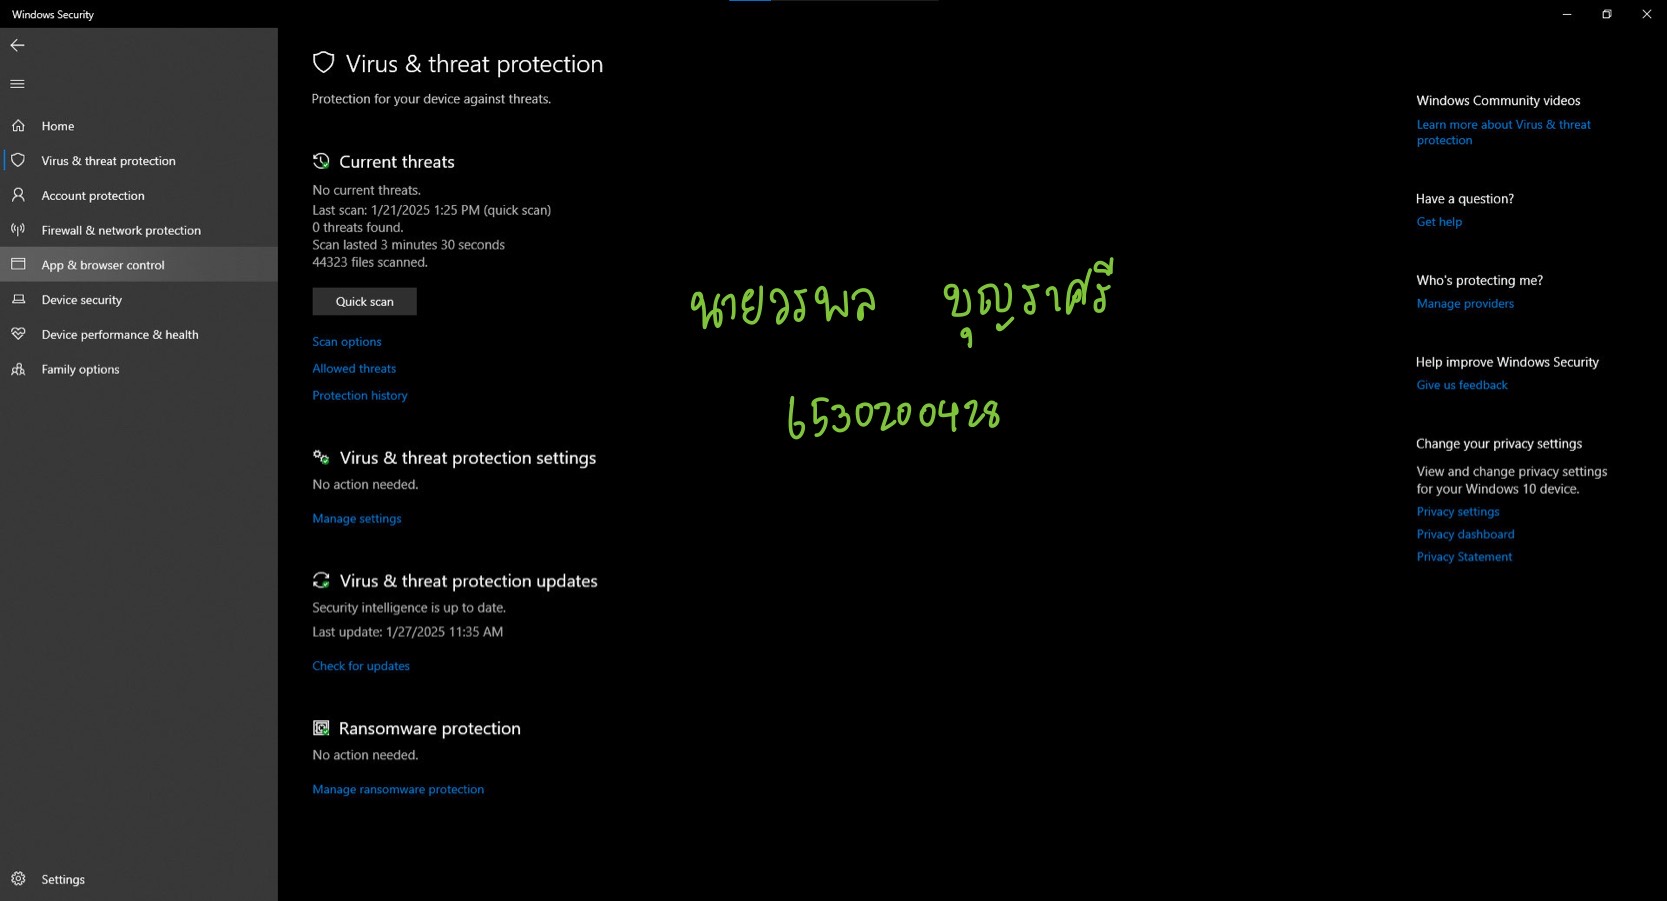 Windows Security
Home
Virus & threat protection
Account protection
Firewall & network protection
App & browser control
Device security
Device performance & health
Family options
Settings
Virus & threat protection
Protection for your device against threats.
Current threats
No current threats.
Last scan: 1/21/2025 1:25 PM (quick scan)
0 threats found.
Scan lasted 3 minutes 30 seconds
44323 files scanned.
Quick scan
Scan options
Allowed threats
Protection history
Virus & threat protection settings
No action needed.
Manage settings
Virus & threat protection updates
Security intelligence is up to date.
Last update: 1/27/2025 11:35 AM
Check for updates
Ransomware protection
No action needed.
Manage ransomware protection
นายวรพล บุญราศรี
6530200428
Windows Community videos
Learn more about Virus & threat
protection
Have a question?
Get help
Who's protecting me?
Manage providers
Help improve Windows Security
Give us feedback
Change your privacy settings
View and change privacy settings
for your Windows 10 device.
Privacy settings
Privacy dashboard
Privacy Statement